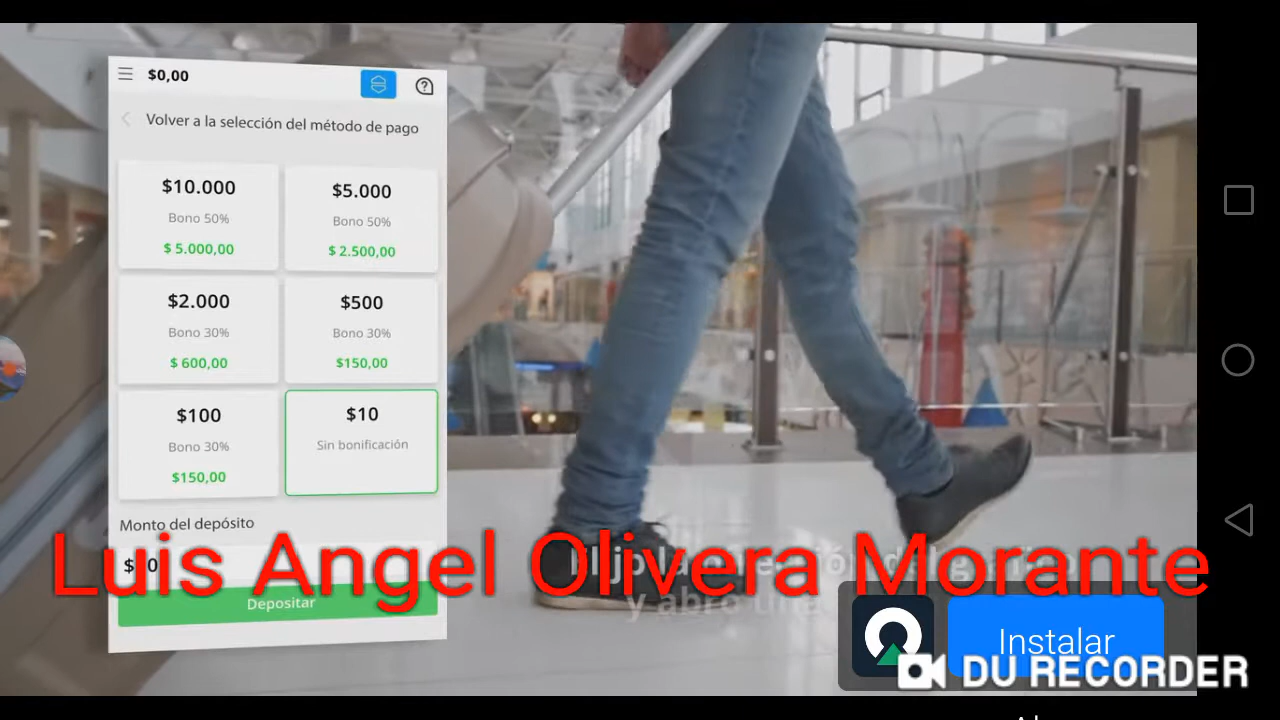 $0,00
Volver a la selección del método de pago
$10.000
Bono 50%
$ 5.000,00
$5.000
Bono 50%
$ 2.500,00
$2.000
Bono 30%
$ 600,00
$500
Bono 30%
$150,00
$100
Bono 30%
$150,00
$10
Sin bonificación
Monto del depósito
Luis Angel Olivera Morante
Depositar
y abro
Instalar
DU RECORDER